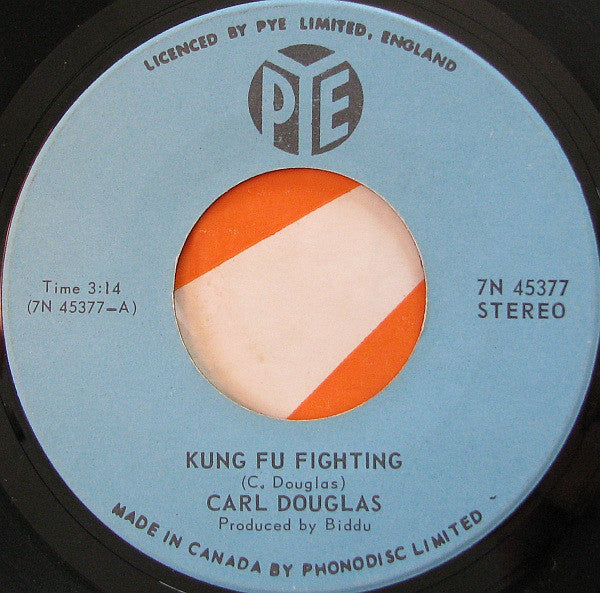 LICENCED BY PYE LIMITED, ENGLAND
PYE
Time 3:14
(7N 45377-A)
7N 45377
STEREO
KUNG FU FIGHTING
(C. Douglas)
CARL DOUGLAS
Produced by Biddu
MADE IN CANADA BY PHONODISC LIMITED